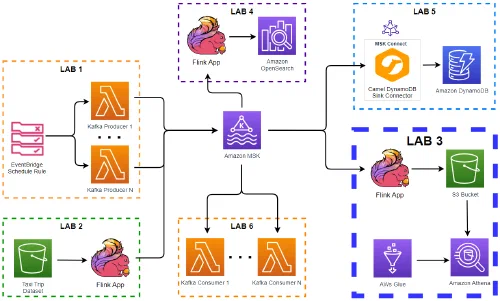 LAB 1
EventBridge
Schedule Rule
Kafka Producer 1
Kafka Producer N
LAB 2
Taxi Trip
Dataset
Flink App
LAB 4
Flink App
Amazon
OpenSearch
Amazon MSK
LAB 6
Kafka Consumer 1
Kafka Consumer N
LAB 5
MSK Connect
Camel DynamoDB
Sink Connector
Amazon DynamoDB
LAB 3
Flink App
S3 Bucket
AWs Glue
Amazon Athena